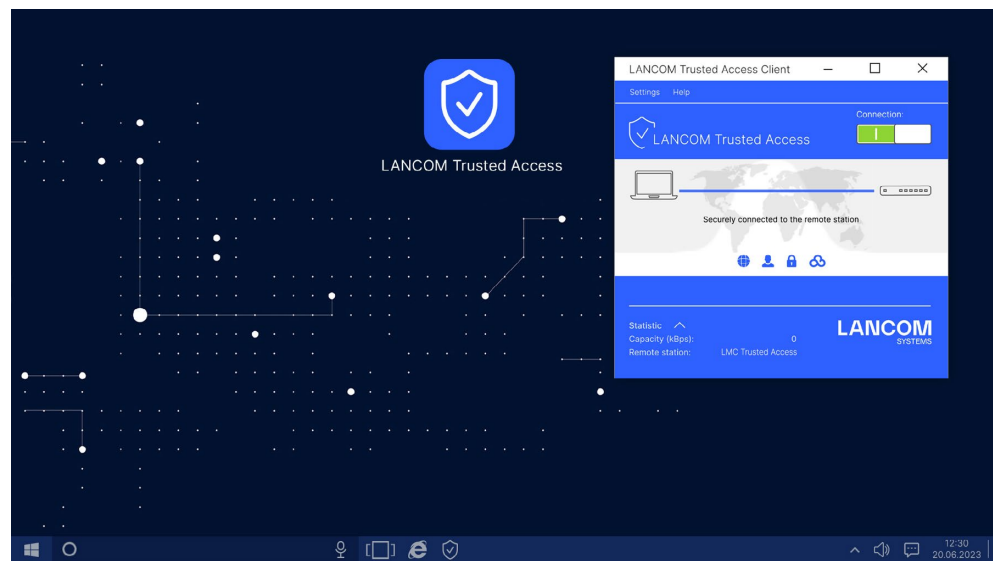 LANCOM Trusted Access
LANCOM Trusted Access Client
Settings Help
Connection:
LANCOM Trusted Access
Securely connected to the remote station.
Statistic
Capacity (kBps): 0
Remote station: LMC Trusted Access
LANCOM
SYSTEMS
12:30
20.06.2023